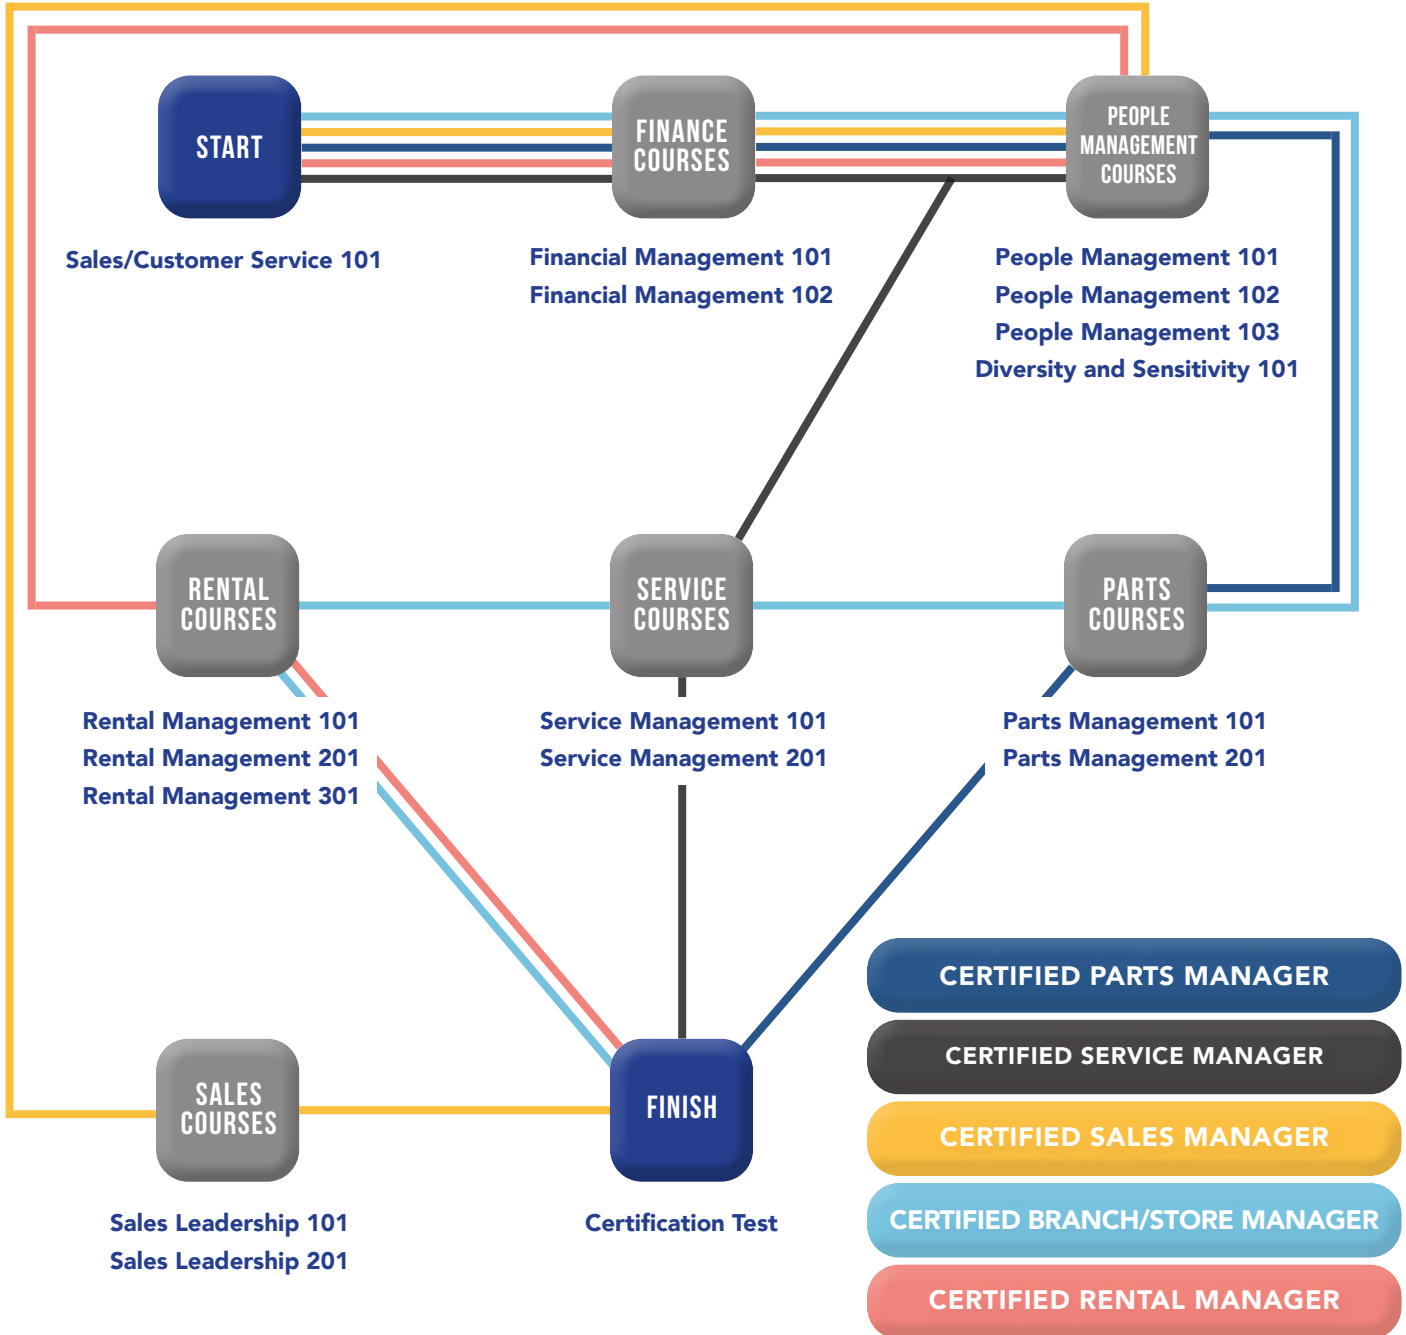 START
FINANCE
COURSES
PEOPLE
MANAGEMENT
COURSES
Sales/Customer Service 101
Financial Management 101
Financial Management 102
People Management 101
People Management 102
People Management 103
Diversity and Sensitivity 101
RENTAL
COURSES
SERVICE
COURSES
PARTS
COURSES
Rental Management 101
Rental Management 201
Rental Management 301
Service Management 101
Service Management 201
Parts Management 101
Parts Management 201
SALES
COURSES
FINISH
Sales Leadership 101
Sales Leadership 201
Certification Test
CERTIFIED PARTS MANAGER
CERTIFIED SERVICE MANAGER
CERTIFIED SALES MANAGER
CERTIFIED BRANCH/STORE MANAGER
CERTIFIED RENTAL MANAGER